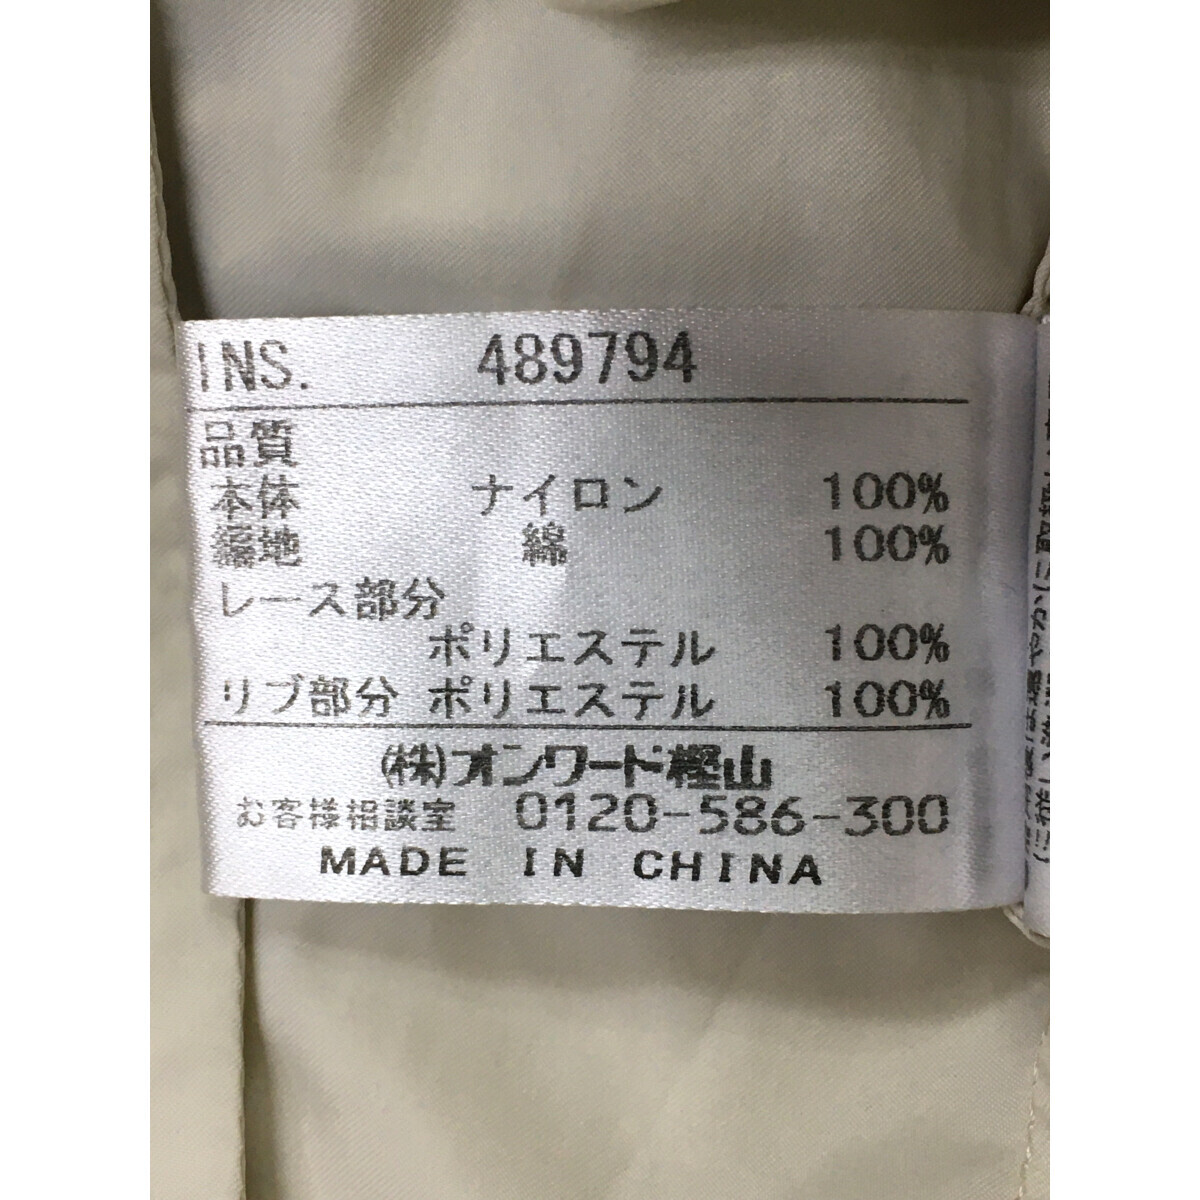 INS. 489794
品質
本体 ナイロン 100%
編地 綿 100%
レース部分
ポリエステル 100%
リブ部分 ポリエステル 100%
(株)オンワード樫山
お客様相談室 0120-586-300
MADE IN CHINA